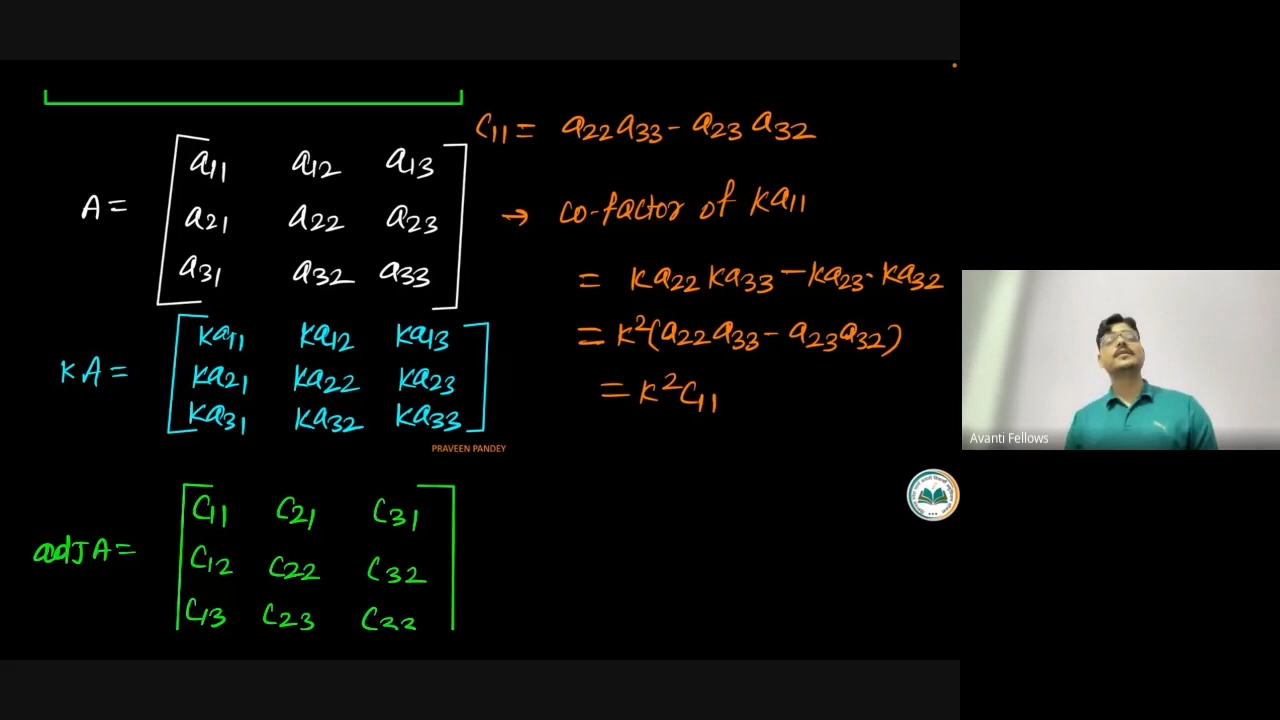 A = [ a11 a12 a13
a21 a22 a23
a31 a32 a33 ]
KA = [ Ka11 Ka12 Ka13
Ka21 Ka22 Ka23
Ka31 Ka32 Ka33 ]
PRAVEEN PANDEY
adJ A = [ C11 C21 C31
C12 C22 C32
C13 C23 C33 ]
C11 = a22a33 - a23 a32
→ co-factor of Ka11
= Ka22 Ka33 - Ka23 · Ka32
= K²(a22a33 - a23a32)
= K²C11
Avanti Fellows